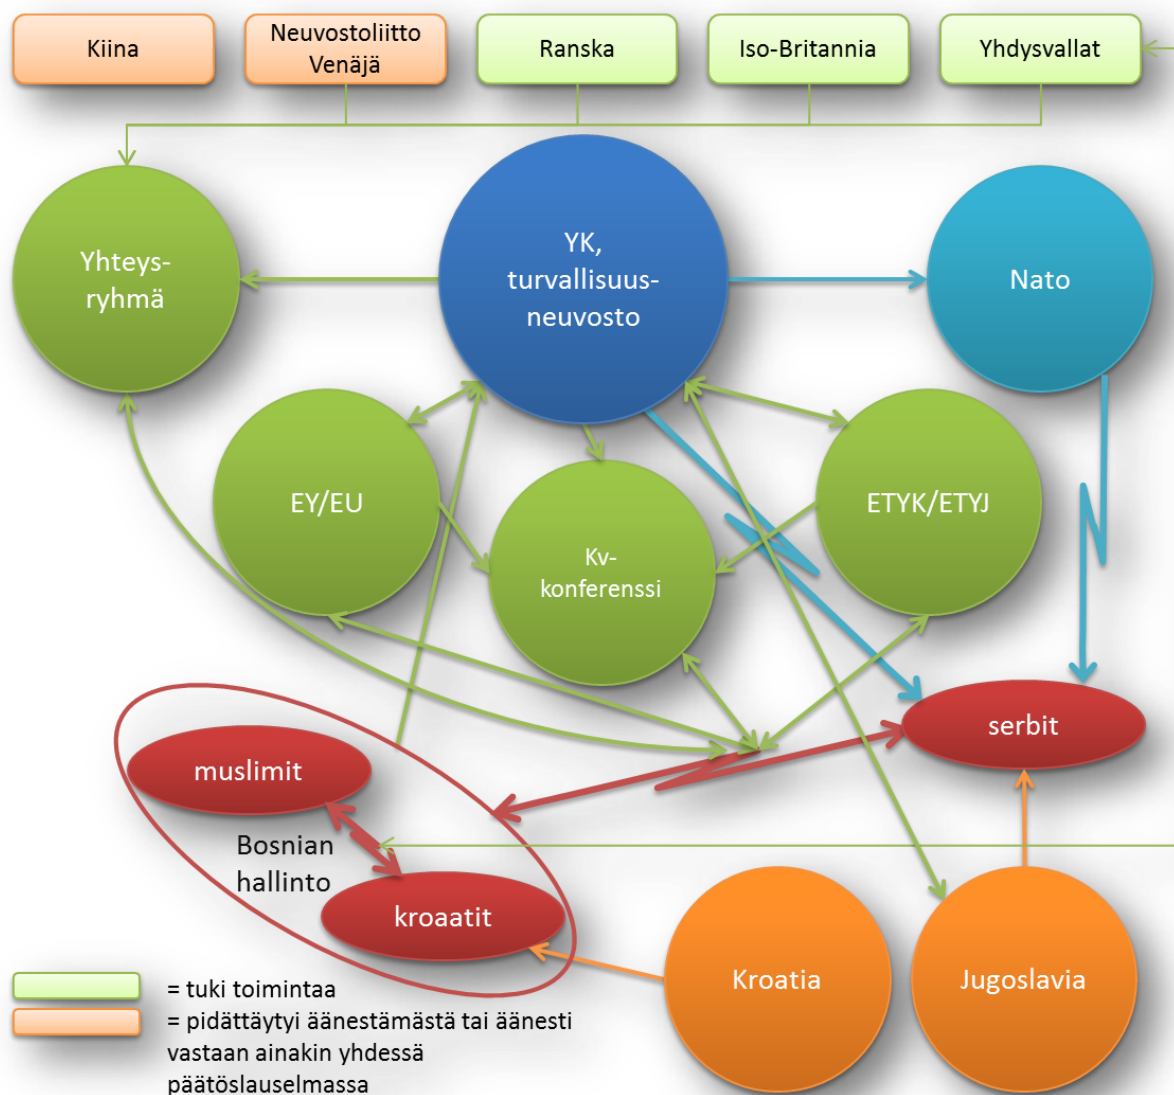 Kiina
Neuvostoliitto
Venäjä
Ranska
Iso-Britannia
Yhdysvallat
Yhteys-
ryhmä
YK,
turvallisuus-
neuvosto
Nato
EY/EU
Kv-
konferenssi
ETYK/ETYJ
serbit
muslimit
Bosnian
hallinto
kroaatit
Kroatia
Jugoslavia
= tuki toimintaa
= pidättäytyi äänestämästä tai äänesti
vastaan ainakin yhdessä
päätöslauselmassa